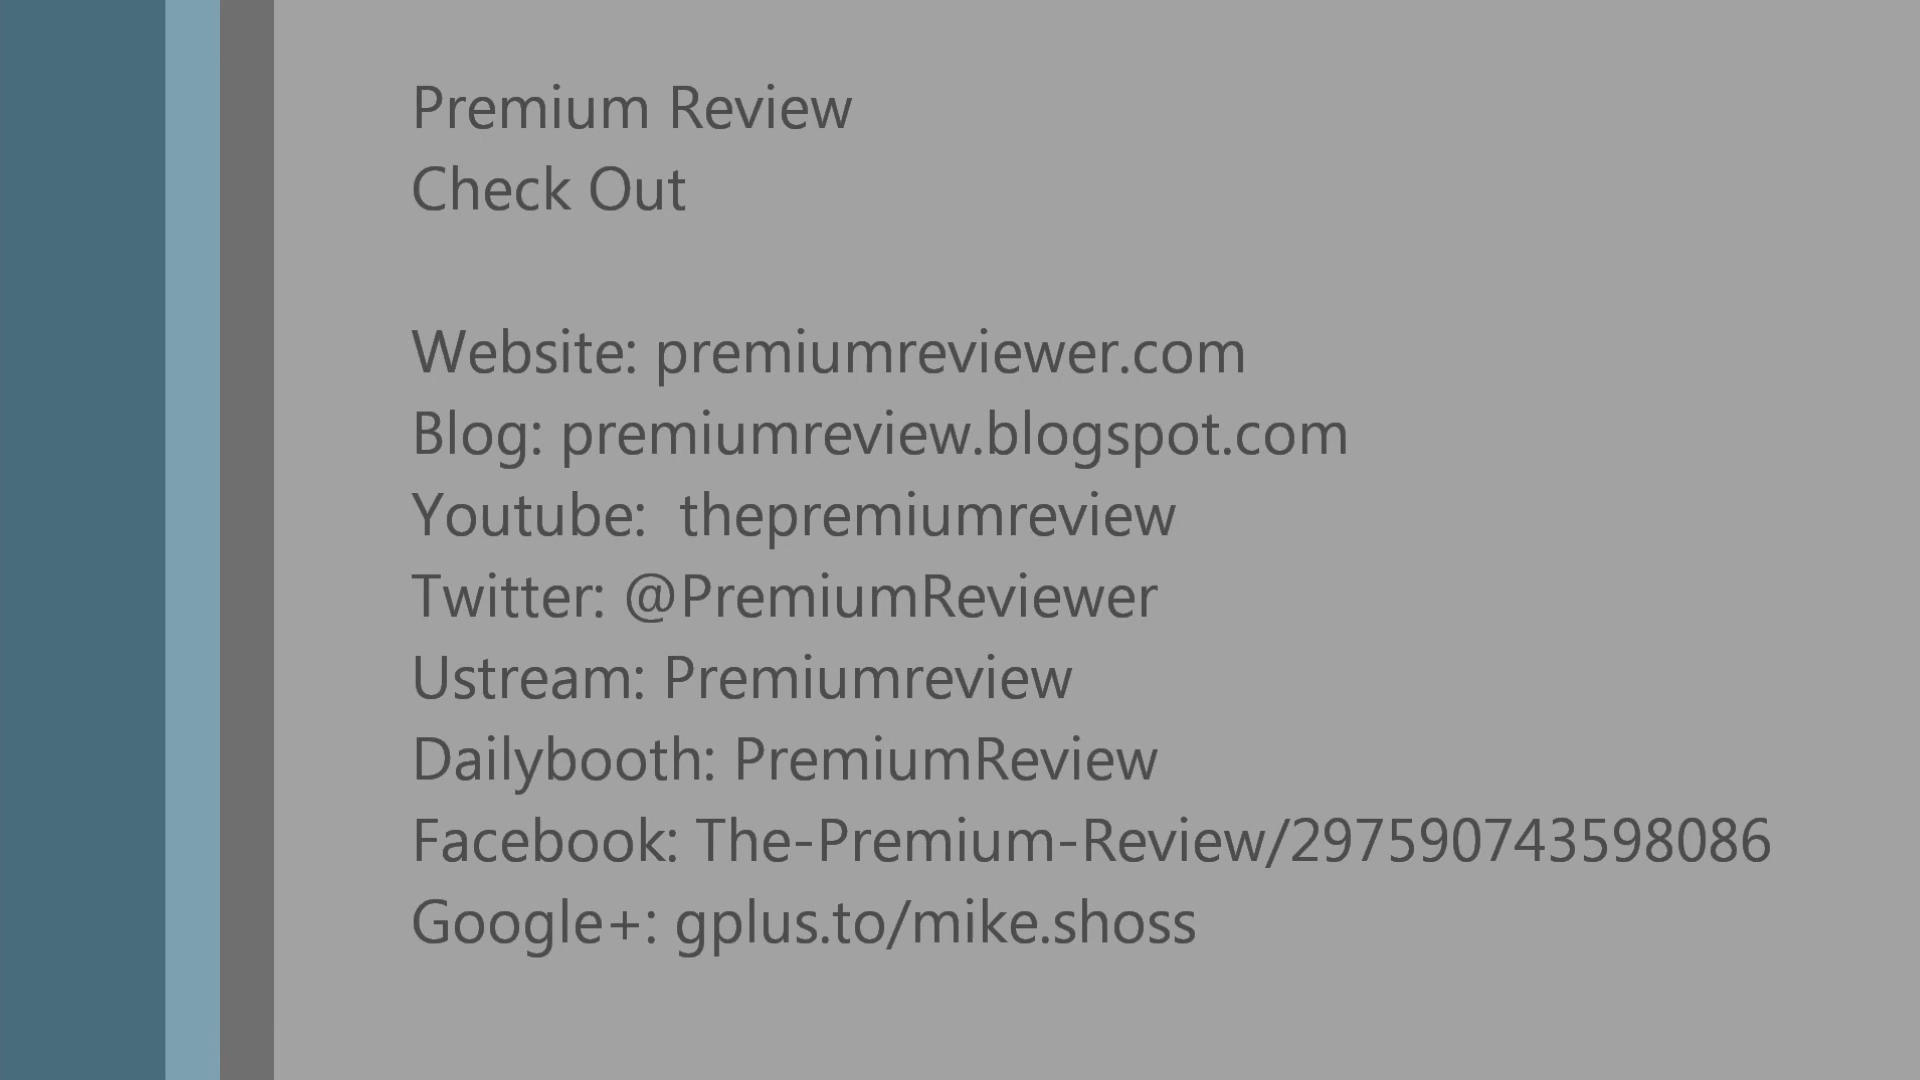 Premium Review
Check Out
Website: premiumreviewer.com
Blog: premiumreview.blogspot.com
Youtube:  thepremiumreview
Twitter: @PremiumReviewer
Ustream: Premiumreview
Dailybooth: PremiumReview
Facebook: The-Premium-Review/297590743598086
Google+: gplus.to/mike.shoss